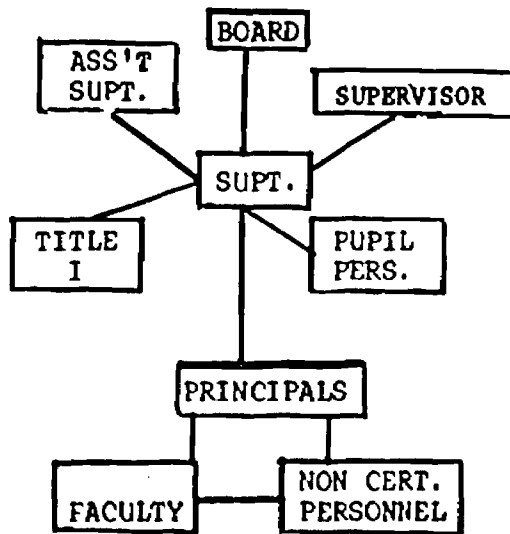 BOARD
ASS'T
SUPT.
SUPERVISOR
SUPT.
TITLE
I
PUPIL
PERS.
PRINCIPALS
FACULTY
NON CERT.
PERSONNEL